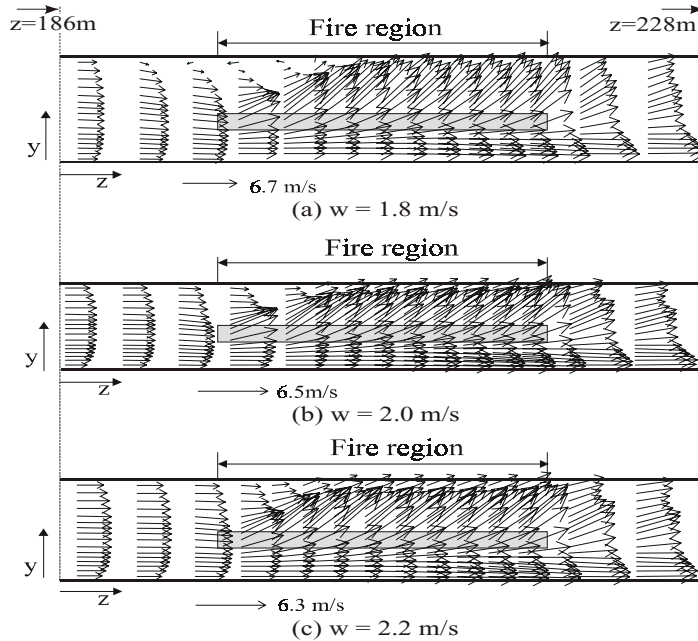 z=186m z=228m
Fire region
y
z
6.7 m/s
(a) w = 1.8 m/s
Fire region
y
z
6.5m/s
(b) w = 2.0 m/s
Fire region
y
z
6.3 m/s
(c) w = 2.2 m/s